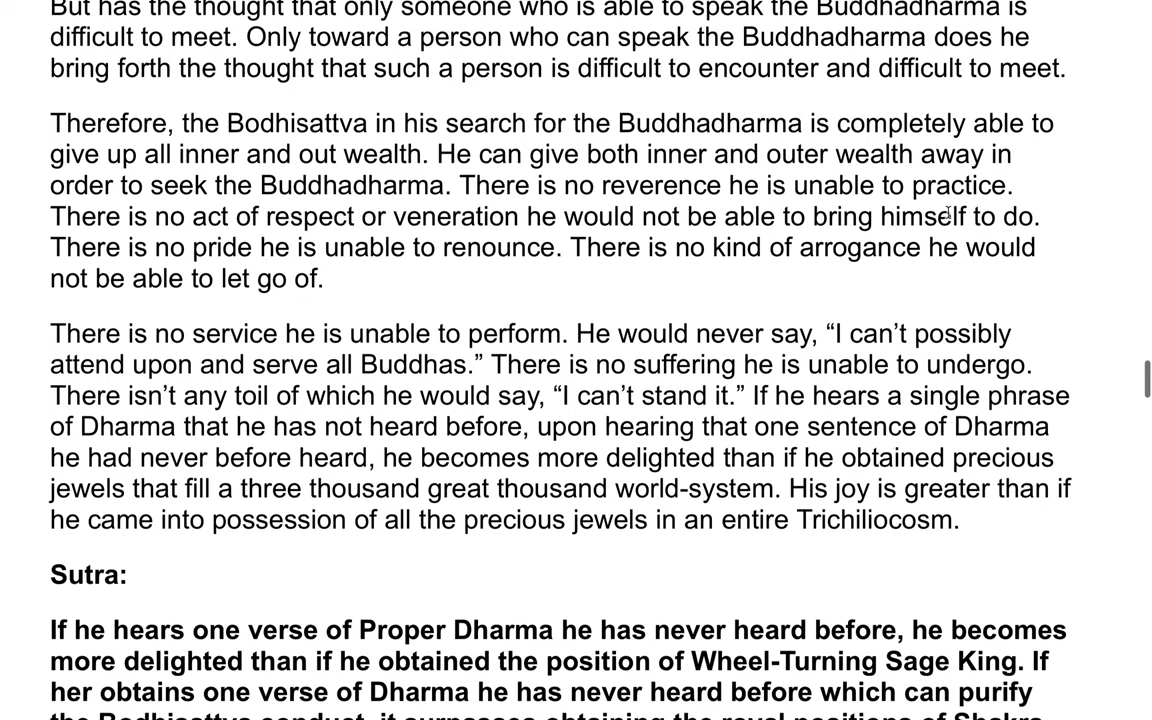 But has the thought that only someone who is able to speak the Buddhadharma is
difficult to meet. Only toward a person who can speak the Buddhadharma does he
bring forth the thought that such a person is difficult to encounter and difficult to meet.
Therefore, the Bodhisattva in his search for the Buddhadharma is completely able to
give up all inner and out wealth. He can give both inner and outer wealth away in
order to seek the Buddhadharma. There is no reverence he is unable to practice.
There is no act of respect or veneration he would not be able to bring himself to do.
There is no pride he is unable to renounce. There is no kind of arrogance he would
not be able to let go of.
There is no service he is unable to perform. He would never say, “I can’t possibly
attend upon and serve all Buddhas.” There is no suffering he is unable to undergo.
There isn’t any toil of which he would say, “I can’t stand it.” If he hears a single phrase
of Dharma that he has not heard before, upon hearing that one sentence of Dharma
he had never before heard, he becomes more delighted than if he obtained precious
jewels that fill a three thousand great thousand world-system. His joy is greater than if
he came into possession of all the precious jewels in an entire Trichiliocosm.
Sutra:
If he hears one verse of Proper Dharma he has never heard before, he becomes
more delighted than if he obtained the position of Wheel-Turning Sage King. If
her obtains one verse of Dharma he has never heard before which can purify
the Bodhisattva conduct, it surpasses obtaining the royal positions of Shakra